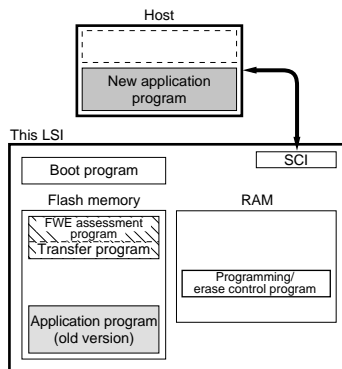 Host
New application
program
This LSI
SCI
Boot program
Flash memory
RAM
FWE assessment
program
Transfer program
Programming/
erase control program
Application program
(old version)